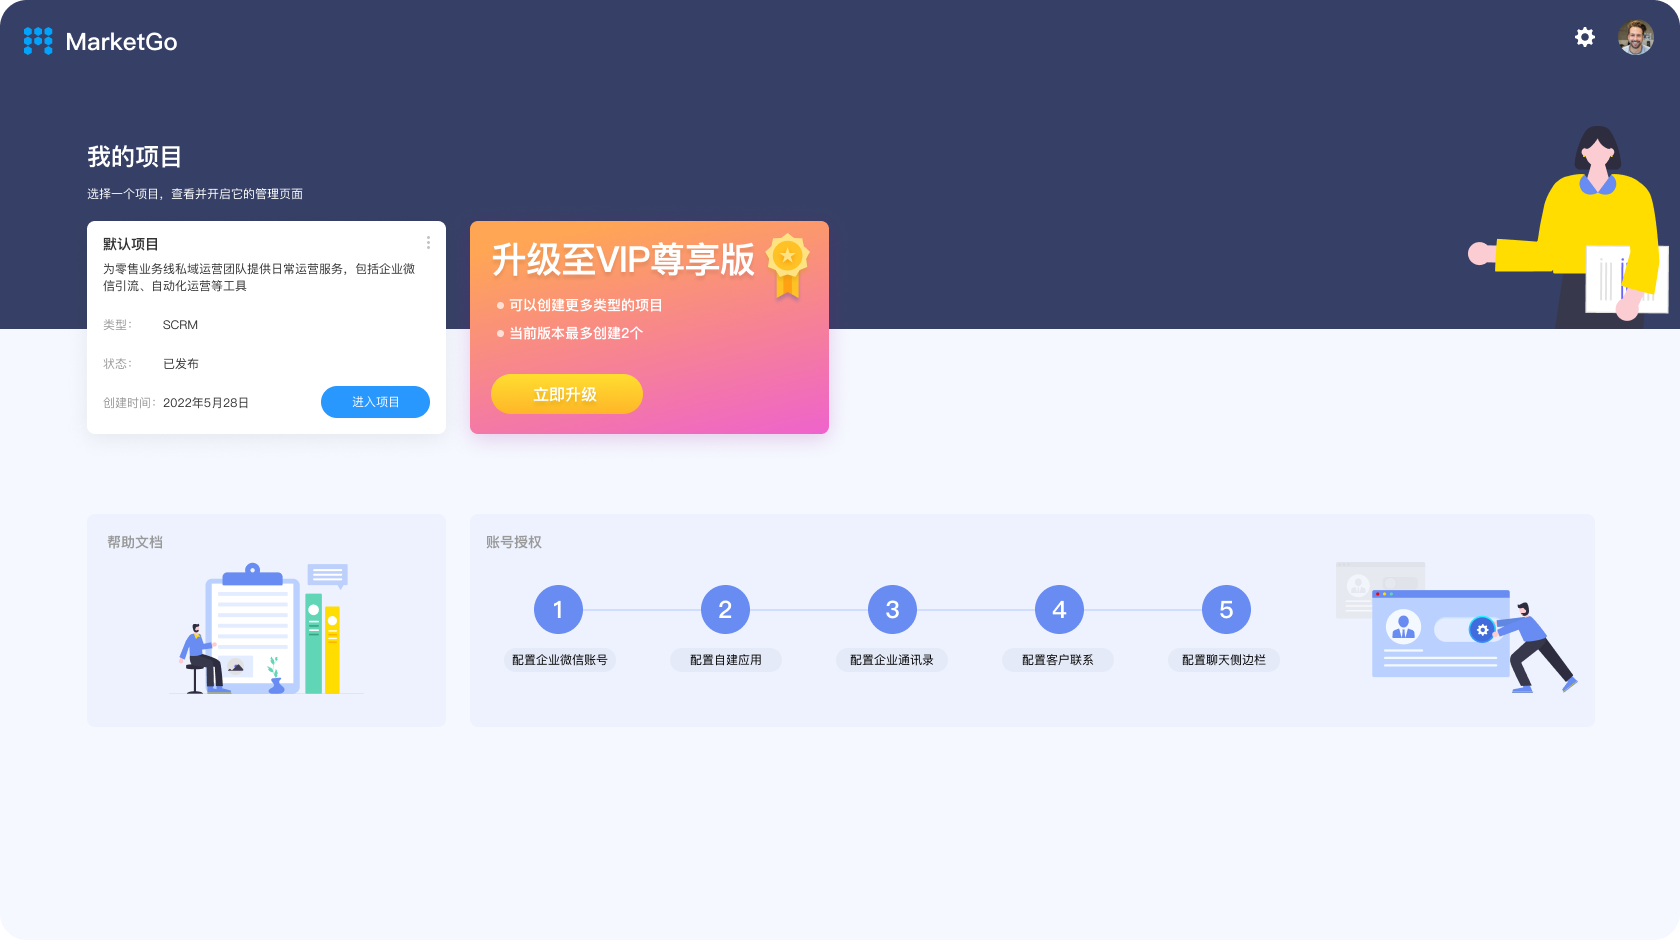 MarketGo
我的项目
选择一个项目，查看并开启它的管理页面
默认项目
为零售业务线私域运营团队提供日常运营服务，包括企业微
信引流、自动化运营等工具
类型： SCRM
状态： 已发布
创建时间： 2022年5月28日
进入项目
升级至VIP尊享版
可以创建更多类型的项目
当前版本最多创建2个
立即升级
帮助文档
账号授权
1 2 3 4 5
配置企业微信账号 配置自建应用 配置企业通讯录 配置客户联系 配置聊天侧边栏